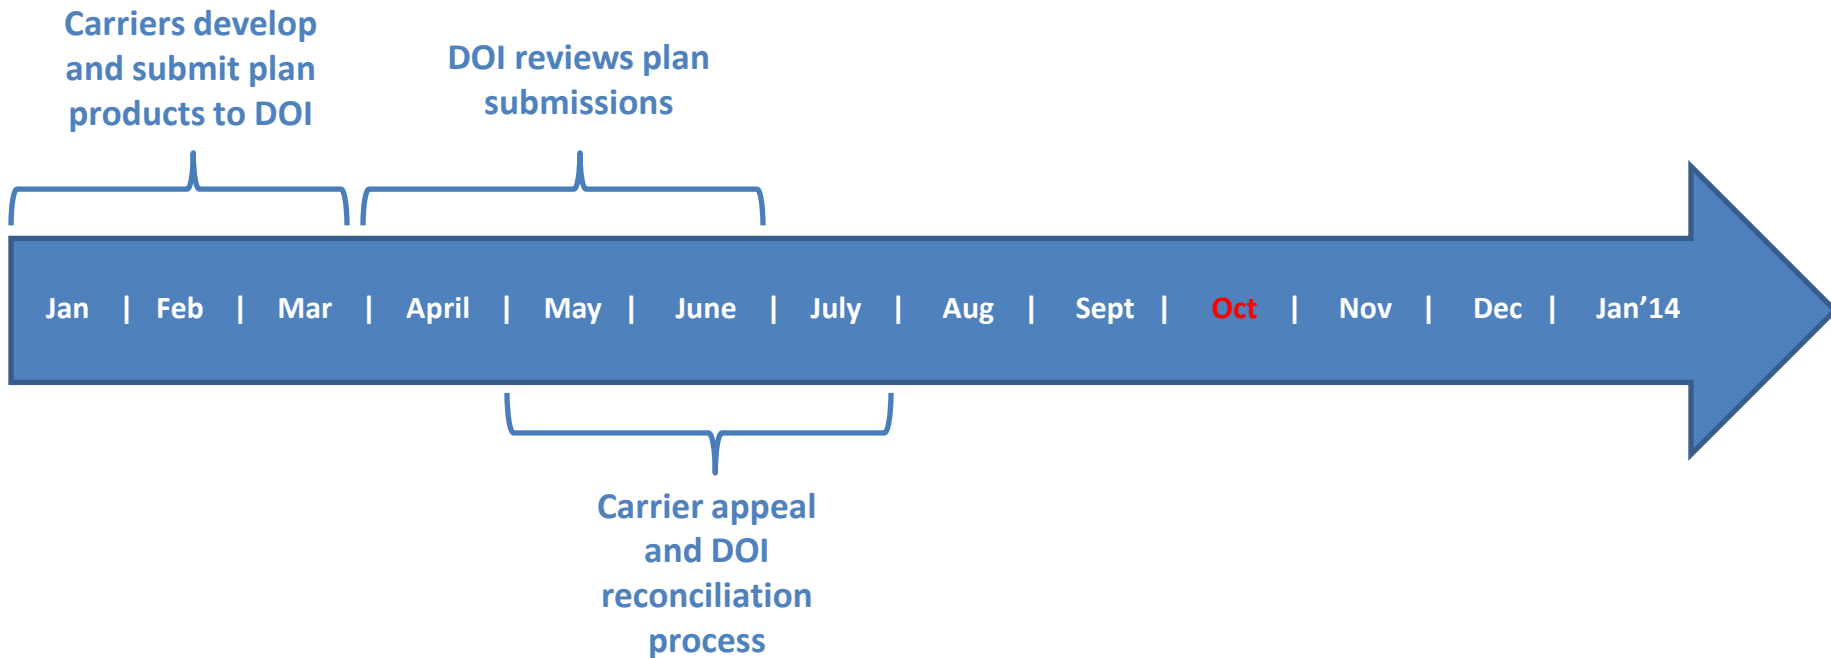 Carriers develop
and submit plan
products to DOI
DOI reviews plan
submissions
Jan | Feb | Mar | April | May | June | July | Aug | Sept | Oct | Nov | Dec | Jan’14
Carrier appeal
and DOI
reconciliation
process